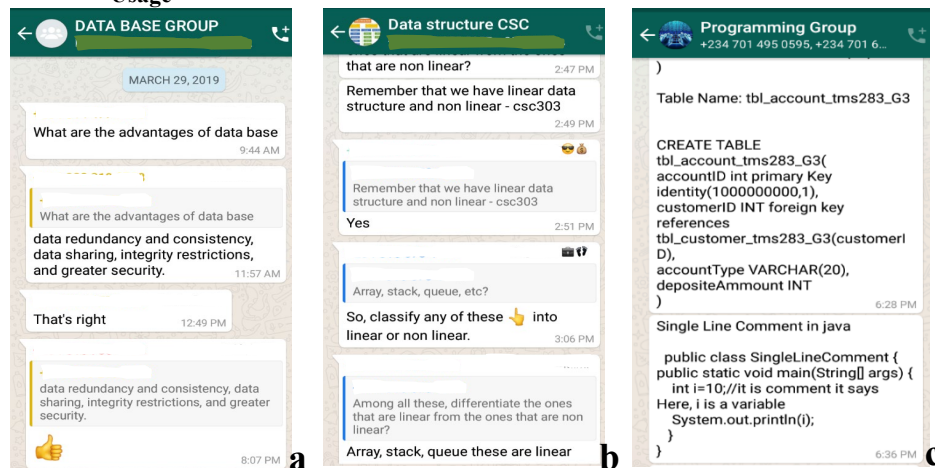 Usage
DATA BASE GROUP
MARCH 29, 2019
What are the advantages of data base
9:44 AM
What are the advantages of data base
data redundancy and consistency,
data sharing, integrity restrictions,
and greater security.
11:57 AM
That's right
12:49 PM
data redundancy and consistency, data
sharing, integrity restrictions, and greater
security.
8:07 PM
a
Data structure CSC
that are non linear?
2:47 PM
Remember that we have linear data
structure and non linear - csc303
2:49 PM
Remember that we have linear data
structure and non linear - csc303
Yes
2:51 PM
Array, stack, queue, etc?
So, classify any of these 👆 into
linear or non linear.
3:06 PM
Among all these, differentiate the ones
that are linear from the ones that are non
linear?
Array, stack, queue these are linear
b
Programming Group
+234 701 495 0595, +234 701 6...
)
Table Name: tbl_account_tms283_G3
CREATE TABLE
tbl_account_tms283_G3(
accountID int primary Key
identity(1000000000,1),
customerID INT foreign key
references
tbl_customer_tms283_G3(customerI
D),
accountType VARCHAR(20),
depositeAmmount INT
)
6:28 PM
Single Line Comment in java
public class SingleLineComment {
public static void main(String[] args) {
int i=10;//it is comment it says
Here, i is a variable
System.out.println(i);
}
}
6:36 PM
c